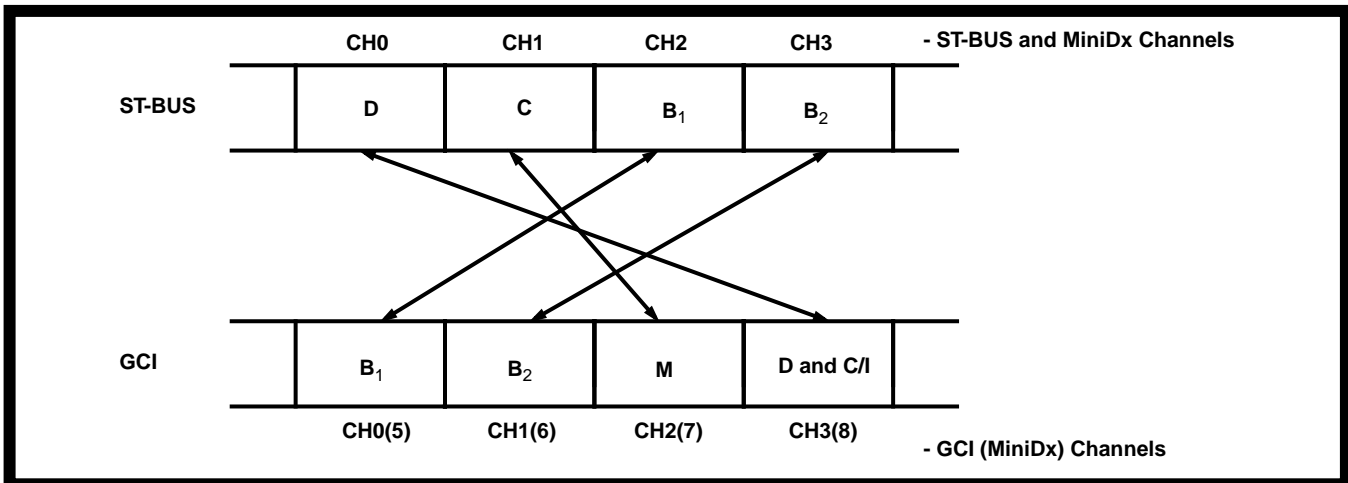 CH0 CH1 CH2 CH3 - ST-BUS and MiniDx Channels
ST-BUS D C B₁ B₂
GCI B₁ B₂ M D and C/I
CH0(5) CH1(6) CH2(7) CH3(8)
- GCI (MiniDx) Channels